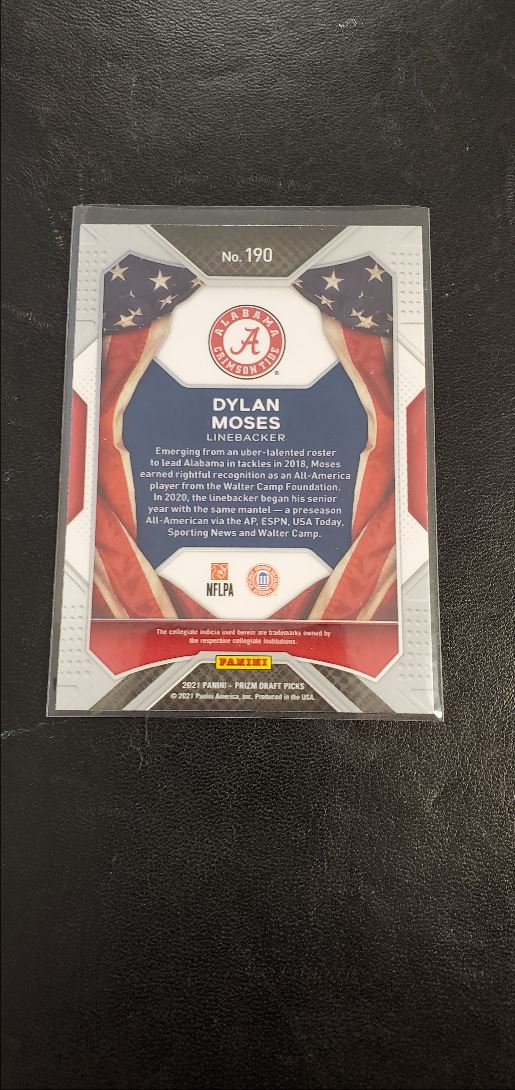 No. 190
ALABAMA
A
CRIMSON TIDE
®
DYLAN
MOSES
LINEBACKER
Emerging from an uber-talented roster
to lead Alabama in tackles in 2018, Moses
earned rightful recognition as an All-America
player from the Walter Camp Foundation.
In 2020, the linebacker began his senior
year with the same mantel — a preseason
All-American via the AP, ESPN, USA Today,
Sporting News and Walter Camp.
NFLPA
The collegiate indicia used herein are trademarks owned by
the respective collegiate institutions.
PANINI
2021 PANINI – PRIZM DRAFT PICKS
© 2021 Panini America, Inc. Produced in the USA.